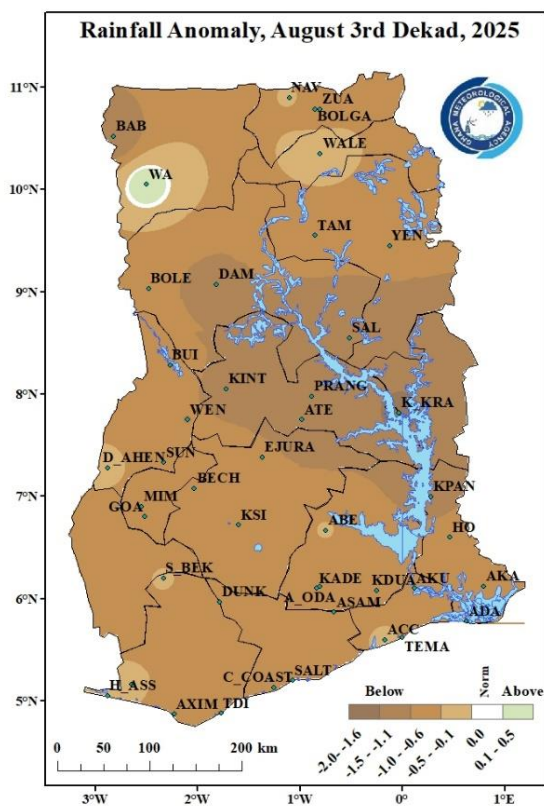 Rainfall Anomaly, August 3rd Dekad, 2025
11°N
10°N
9°N
8°N
7°N
6°N
5°N
NAV
ZUA
BOLGA
BAB
WALE
WA
TAM
YEN
DAM
BOLE
SAL
BUI
KINT
PRANG
K_KRA
WEN
ATE
EJURA
D_AHEN
SUN
BECH
KPAN
GOA
MIM
KSI
ABE
HO
S_BEK
KADE
KDUA
AKU
AKA
DUNK
A_ODA
ASAM
ADA
ACC
TEMA
C_COAST
SALT
H_ASS
AXIM
TDI
GHANA METEOROLOGICAL AGENCY
Below
Norm
Above
-2.0 - -1.6
-1.5 - -1.1
-1.0 - -0.6
-0.5 - -0.1
0.0
0.1 - 0.5
0 50 100 200 km
3°W 2°W 1°W 0° 1°E